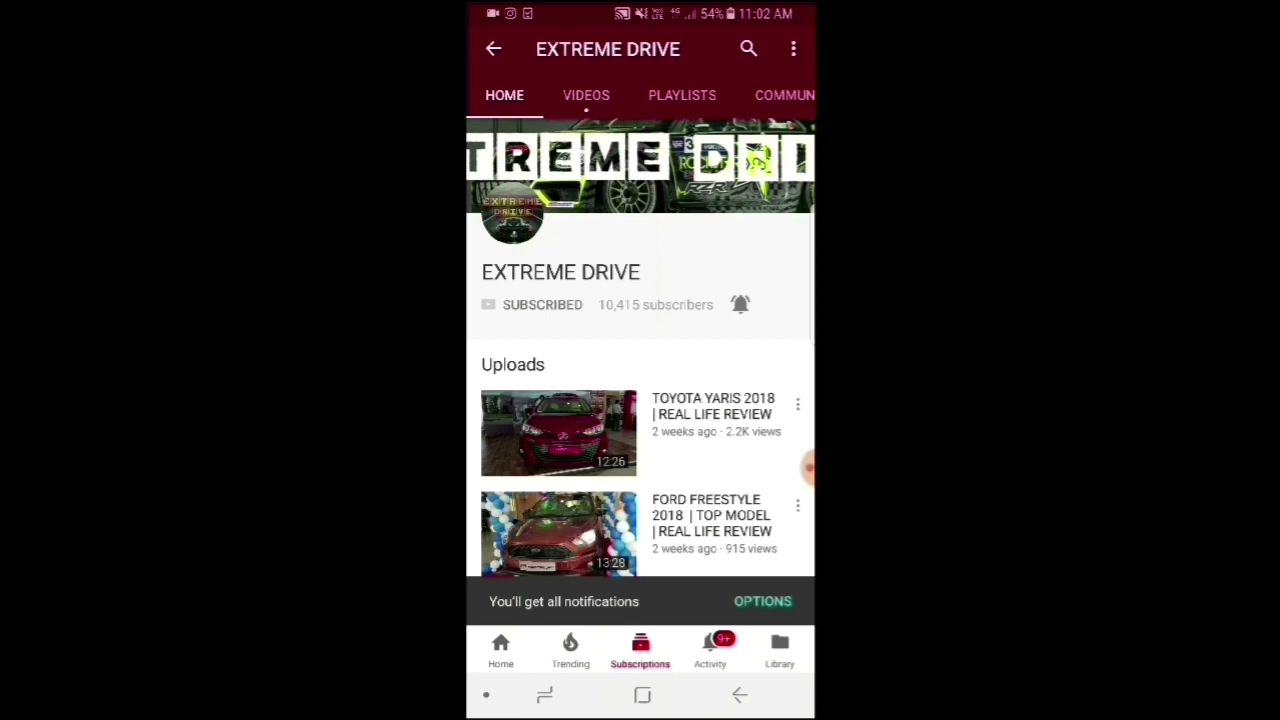 54% 11:02 AM
EXTREME DRIVE
HOME VIDEOS PLAYLISTS COMMUN
TREME DRI
RZR
EXTREME
DRIVE
EXTREME DRIVE
SUBSCRIBED 10,415 subscribers
Uploads
TOYOTA YARIS 2018
| REAL LIFE REVIEW
2 weeks ago · 2.2K views
12:26
FORD FREESTYLE
2018 | TOP MODEL
| REAL LIFE REVIEW
2 weeks ago · 915 views
13:28
You'll get all notifications OPTIONS
9+
Home Trending Subscriptions Activity Library